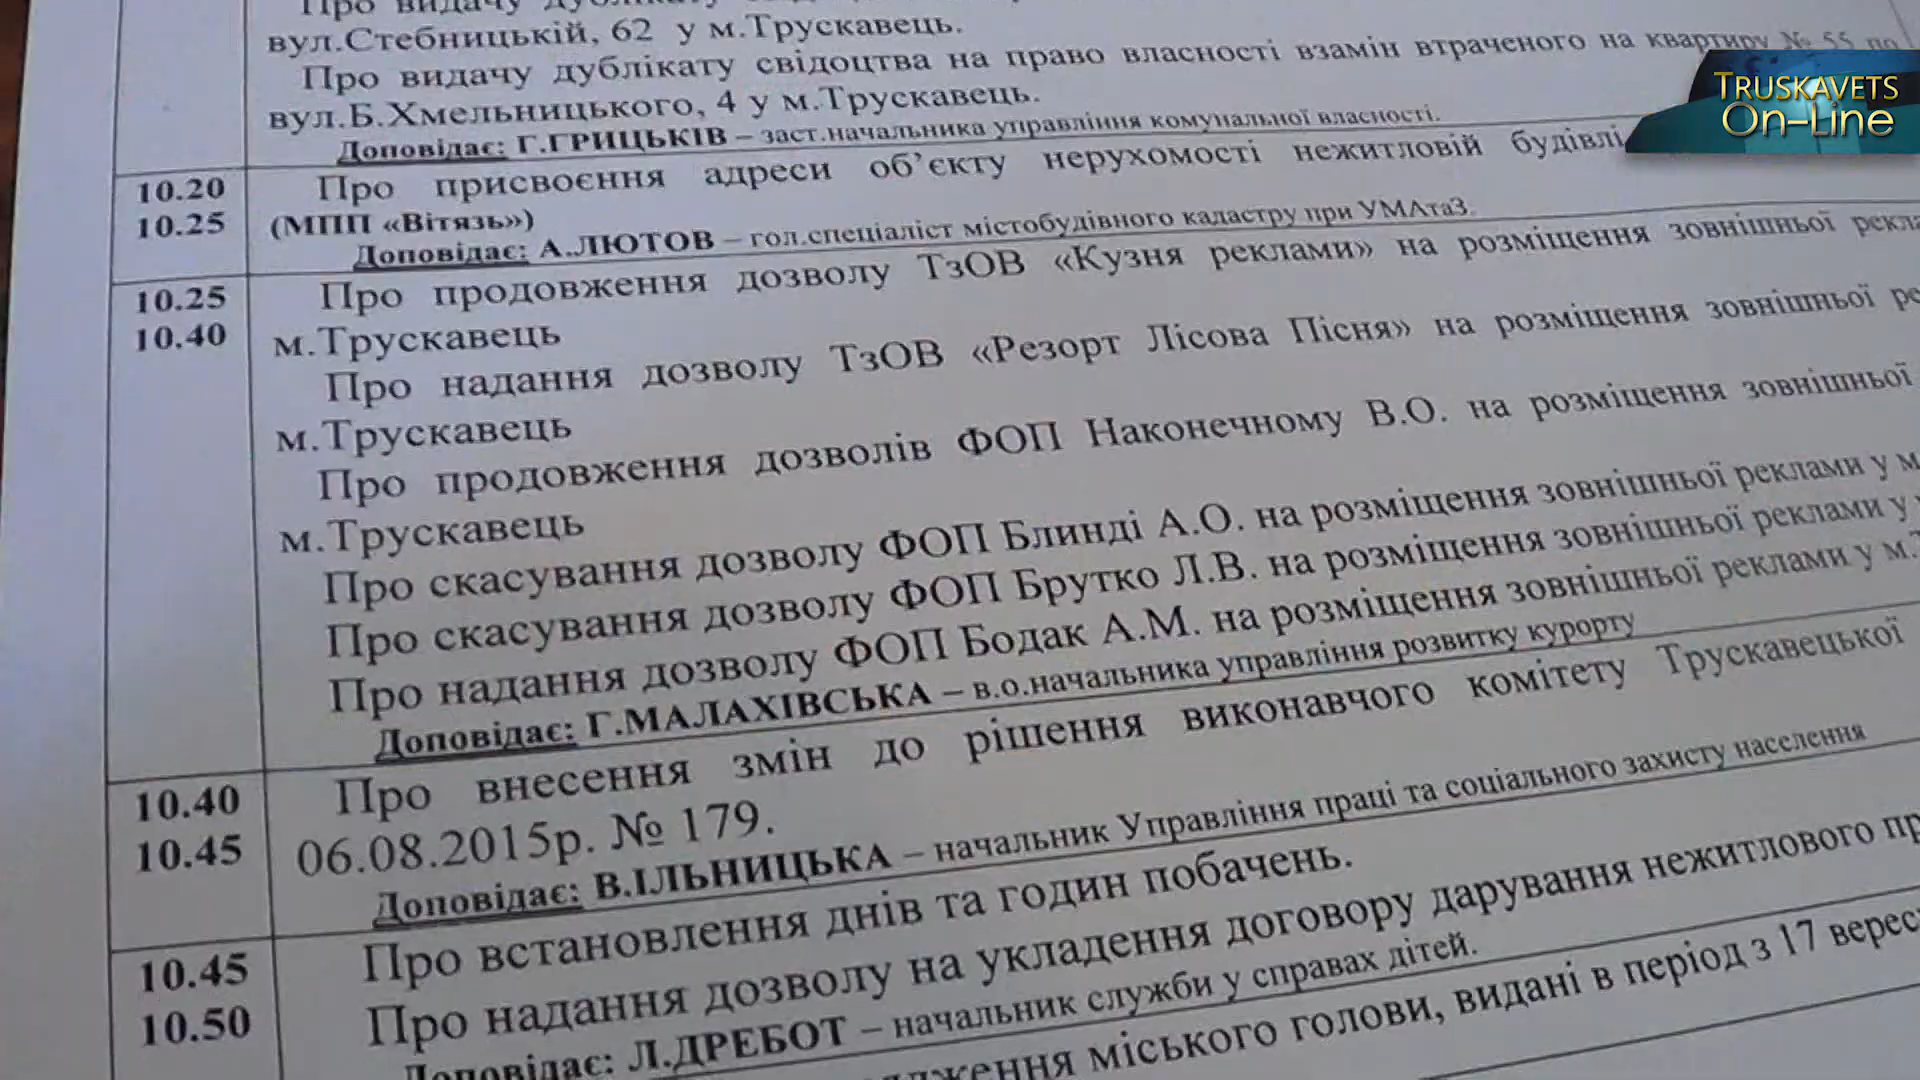 Про видачу дублікату
вул.Стебницькій, 62 у м.Трускавець.
Про видачу дублікату свідоцтва на право власності взамін втраченого на квартиру № 55 по
вул.Б.Хмельницького, 4 у м.Трускавець.
Доповідає: Г.ГРИЦЬКІВ – заст.начальника управління комунальної власності.
TRUSKAVETS
On-Line
10.20
10.25
Про присвоєння адреси об’єкту нерухомості нежитловій будівлі
(МПП «Вітязь»)
Доповідає: А.ЛЮТОВ – гол.спеціаліст містобудівного кадастру при УМАтаЗ.
10.25
10.40
Про продовження дозволу ТзОВ «Кузня реклами» на розміщення зовнішньої
м.Трускавець
Про надання дозволу ТзОВ «Резорт Лісова Пісня» на розміщення зовнішньої
м.Трускавець
Про продовження дозволів ФОП Наконечному В.О. на розміщення зовнішньої
м.Трускавець
Про скасування дозволу ФОП Блинді А.О. на розміщення зовнішньої реклами у м.
Про скасування дозволу ФОП Брутко Л.В. на розміщення зовнішньої реклами у
Про надання дозволу ФОП Бодак А.М. на розміщення зовнішньої реклами у м.
Доповідає: Г.МАЛАХІВСЬКА – в.о.начальника управління розвитку курорту
10.40
10.45
Про внесення змін до рішення виконавчого комітету Трускавецької
06.08.2015р. № 179.
Доповідає: В.ІЛЬНИЦЬКА – начальник Управління праці та соціального захисту населення
10.45
10.50
Про встановлення днів та годин побачень.
Про надання дозволу на укладення договору дарування нежитлового
Доповідає: Л.ДРЕБОТ – начальник служби у справах дітей.
міського голови, видані в період з 17